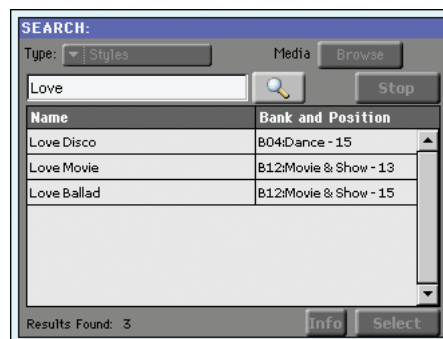 SEARCH:
Type: Styles Media Browse
Love Stop
Name Bank and Position
Love Disco B04:Dance - 15
Love Movie B12:Movie & Show - 13
Love Ballad B12:Movie & Show - 15
Results Found: 3 Info Select